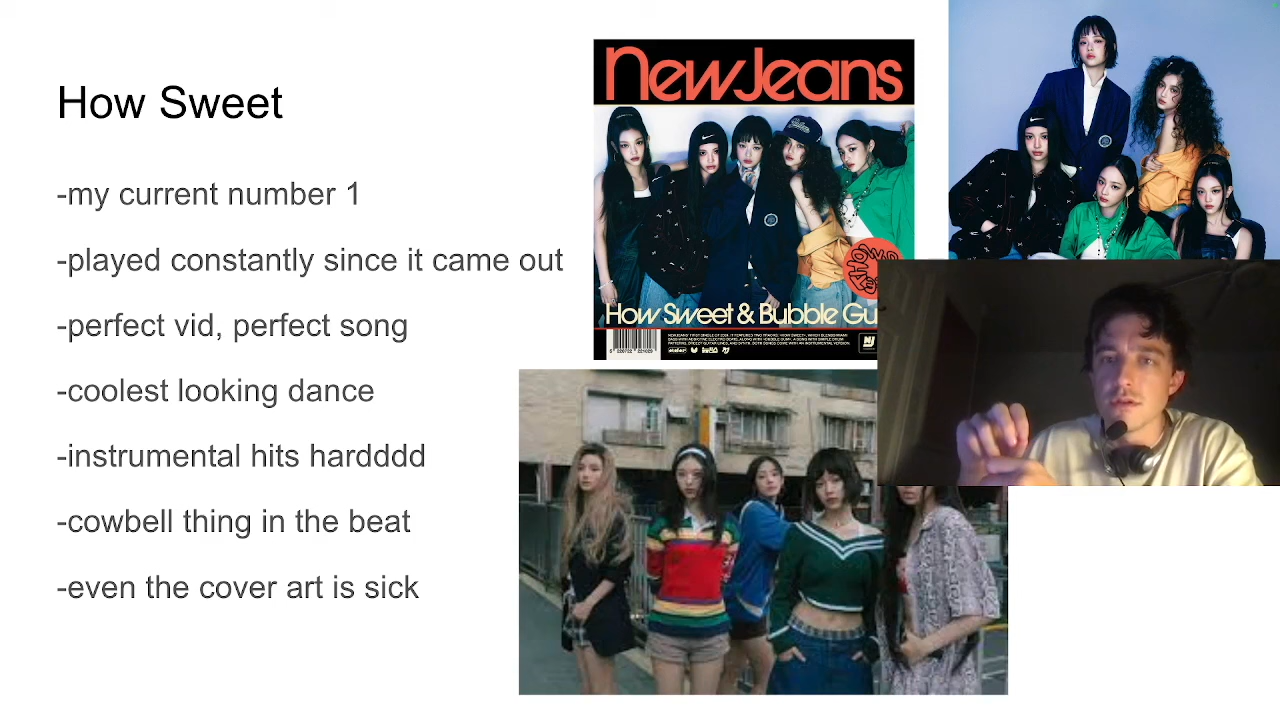 How Sweet
-my current number 1
-played constantly since it came out
-perfect vid, perfect song
-coolest looking dance
-instrumental hits hardddd
-cowbell thing in the beat
-even the cover art is sick
NewJeans
How Sweet & Bubble Gu